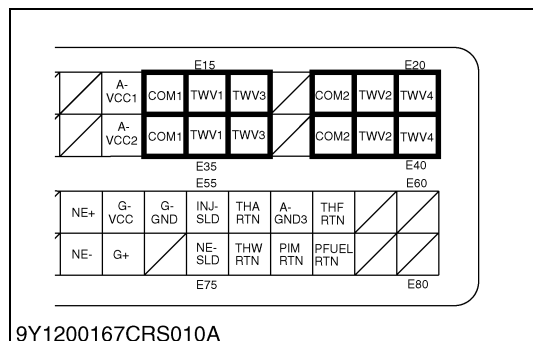 E15 E20
A-VCC1 COM1 TWV1 TWV3 COM2 TWV2 TWV4
A-VCC2 COM1 TWV1 TWV3 COM2 TWV2 TWV4
E35 E40
E55 E60
NE+ G-VCC G-GND INJ-SLD THA RTN A-GND3 THF RTN
NE- G+ NE-SLD THW RTN PIM RTN PFUEL RTN
E75 E80
9Y1200167CRS010A